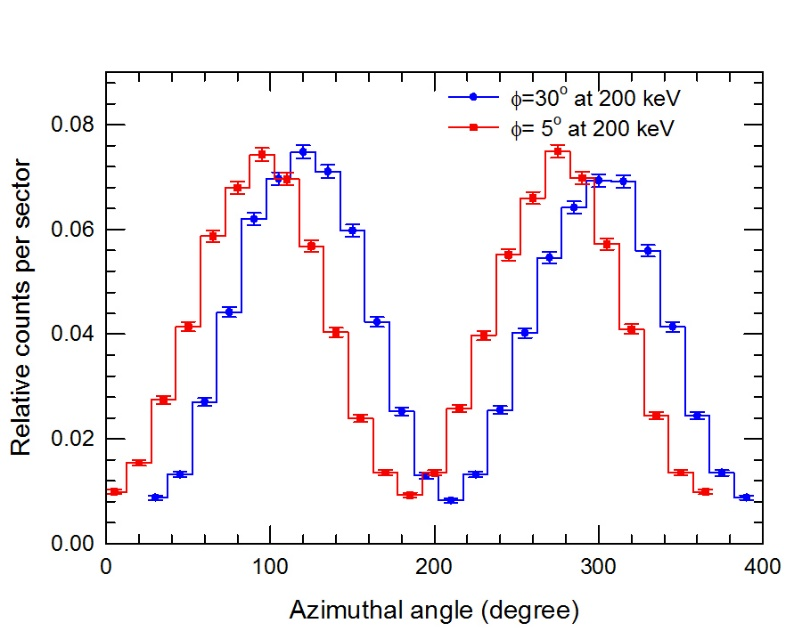 ϕ=30° at 200 keV
ϕ= 5° at 200 keV
0.08
0.06
0.04
0.02
0.00
0 100 200 300 400
Relative counts per sector
Azimuthal angle (degree)